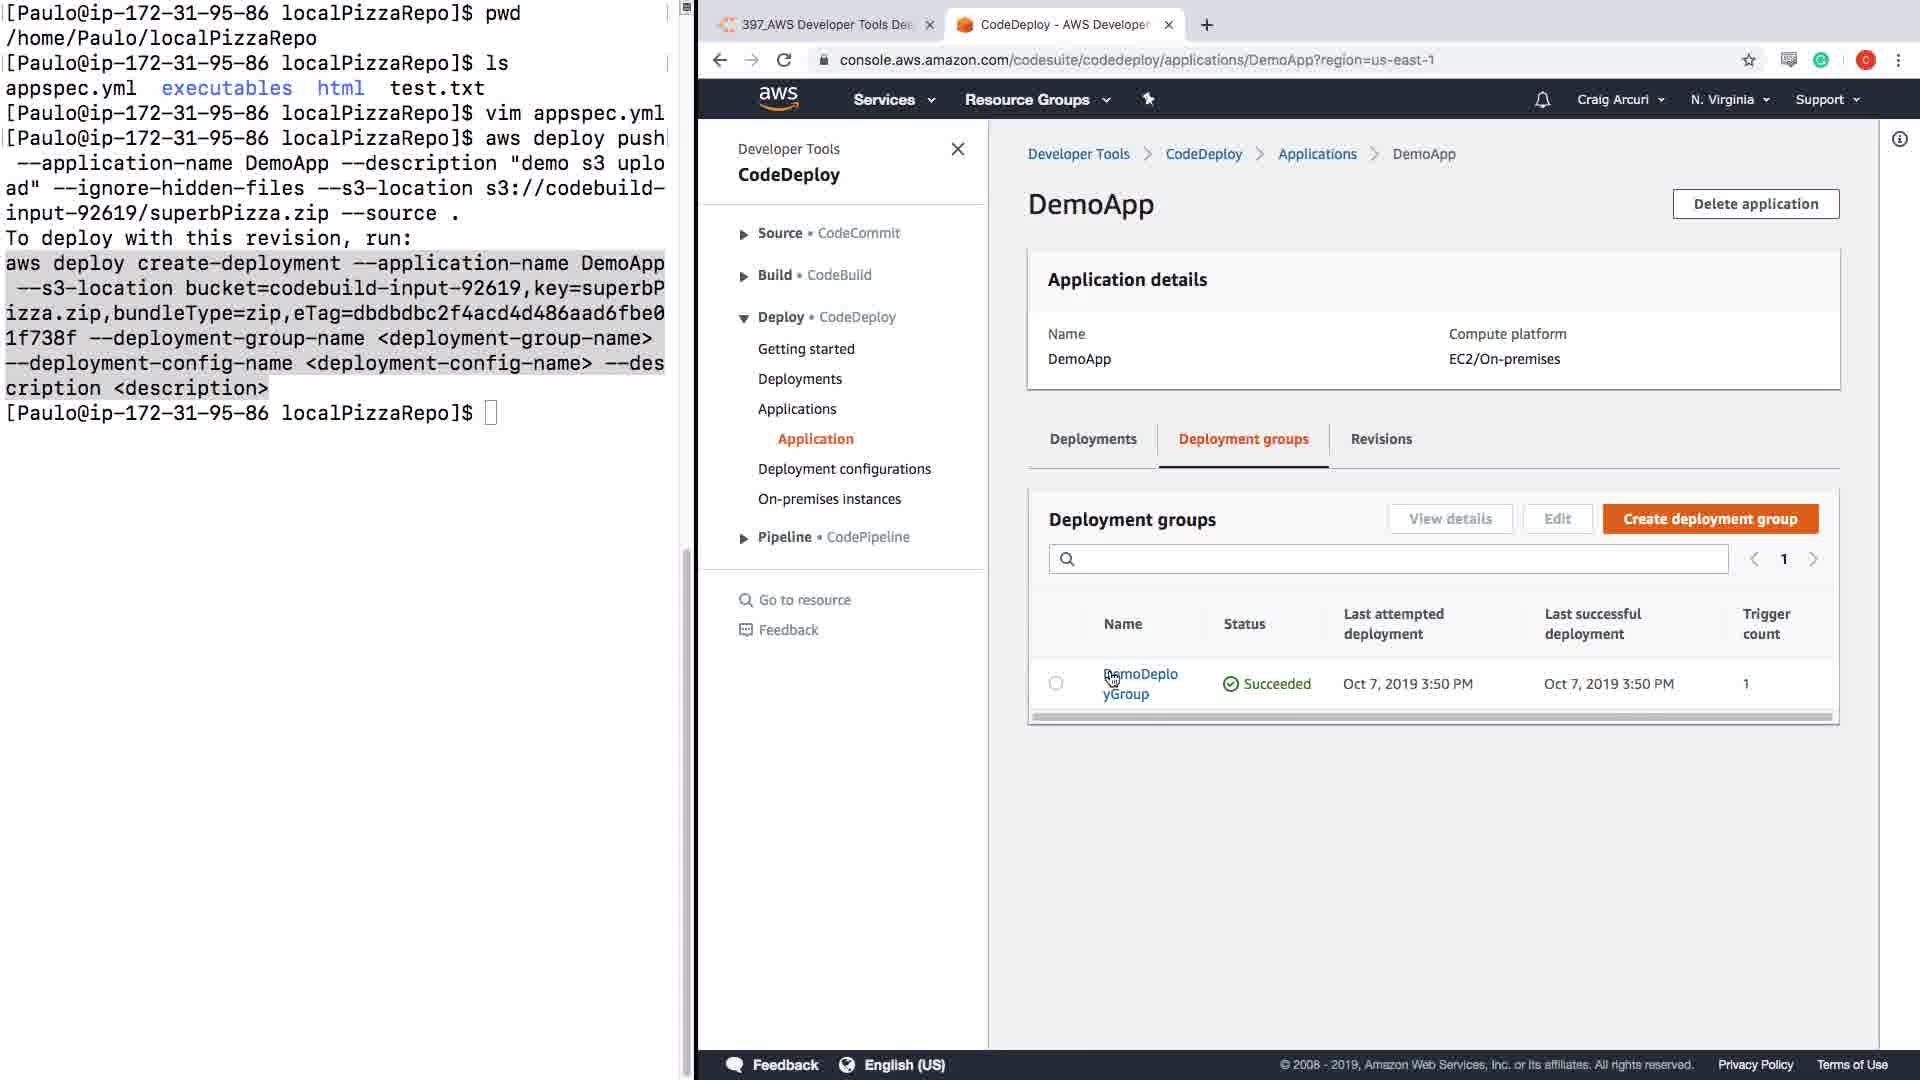 [Paulo@ip-172-31-95-86 localPizzaRepo]$ pwd
/home/Paulo/localPizzaRepo
[Paulo@ip-172-31-95-86 localPizzaRepo]$ ls
appspec.yml  executables  html  test.txt
[Paulo@ip-172-31-95-86 localPizzaRepo]$ vim appspec.yml
[Paulo@ip-172-31-95-86 localPizzaRepo]$ aws deploy push
 --application-name DemoApp --description "demo s3 uplo
ad" --ignore-hidden-files --s3-location s3://codebuild-
input-92619/superbPizza.zip --source .
To deploy with this revision, run:
aws deploy create-deployment --application-name DemoApp
 --s3-location bucket=codebuild-input-92619,key=superbP
izza.zip,bundleType=zip,eTag=dbdbdbc2f4acd4d486aad6fbe0
1f738f --deployment-group-name <deployment-group-name>
--deployment-config-name <deployment-config-name> --des
cription <description>
[Paulo@ip-172-31-95-86 localPizzaRepo]$
397_AWS Developer Tools Dee
CodeDeploy - AWS Developer
console.aws.amazon.com/codesuite/codedeploy/applications/DemoApp?region=us-east-1
C
aws
Services
Resource Groups
Craig Arcuri
N. Virginia
Support
Developer Tools
CodeDeploy
Source • CodeCommit
Build • CodeBuild
Deploy • CodeDeploy
Getting started
Deployments
Applications
Application
Deployment configurations
On-premises instances
Pipeline • CodePipeline
Go to resource
Feedback
Developer Tools
CodeDeploy
Applications
DemoApp
DemoApp
Delete application
Application details
Name
DemoApp
Compute platform
EC2/On-premises
Deployments
Deployment groups
Revisions
Deployment groups
View details
Edit
Create deployment group
1
Name
Status
Last attempted
deployment
Last successful
deployment
Trigger
count
DemoDeplo
yGroup
Succeeded
Oct 7, 2019 3:50 PM
Oct 7, 2019 3:50 PM
1
Feedback
English (US)
© 2008 - 2019, Amazon Web Services, Inc. or its affiliates. All rights reserved.
Privacy Policy
Terms of Use